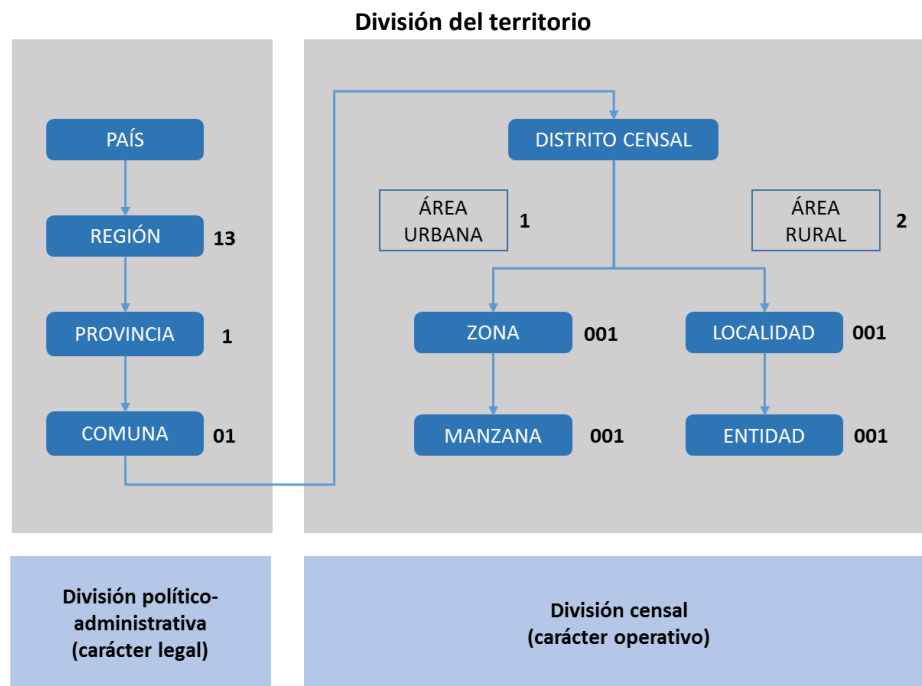 División del territorio
PAÍS
REGIÓN
13
PROVINCIA
1
COMUNA
01
DISTRITO CENSAL
ÁREA
URBANA
1
ÁREA
RURAL
2
ZONA
001
LOCALIDAD
001
MANZANA
001
ENTIDAD
001
División político-
administrativa
(carácter legal)
División censal
(carácter operativo)